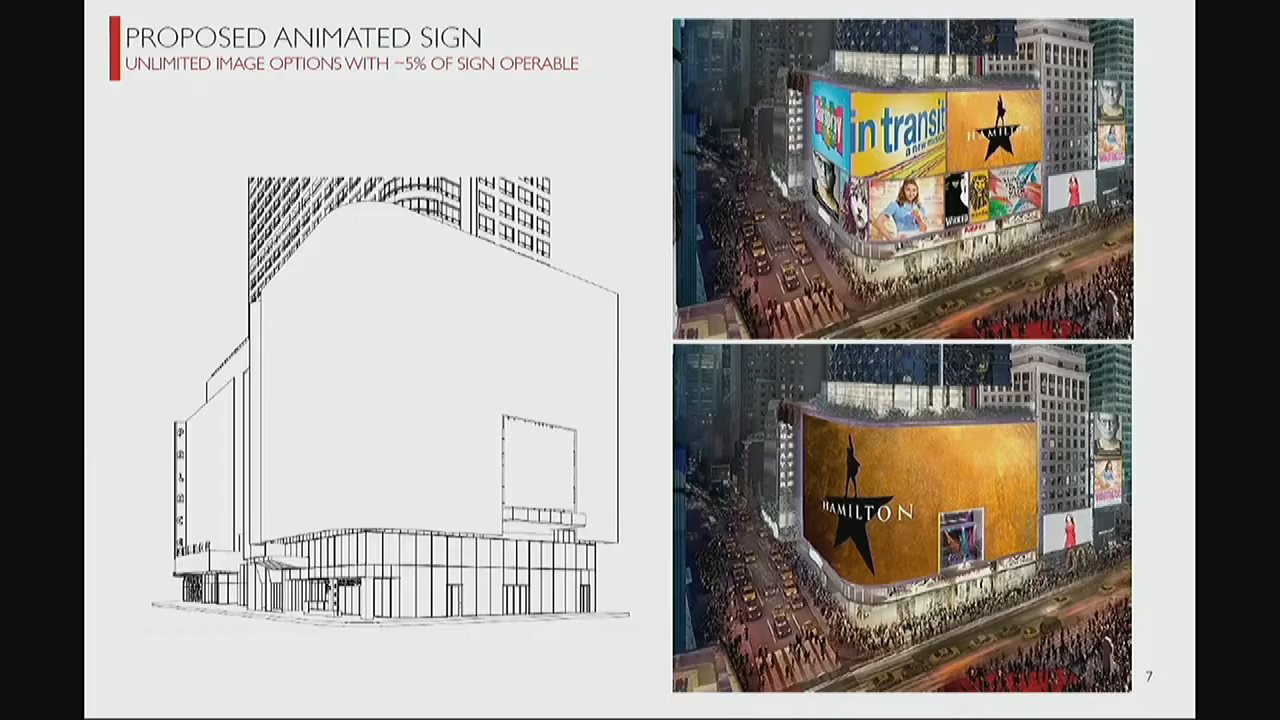 PROPOSED ANIMATED SIGN
UNLIMITED IMAGE OPTIONS WITH ~5% OF SIGN OPERABLE
in transit
a new musical
HAMILTON
WICKED
PALACE
HAMILTON
7